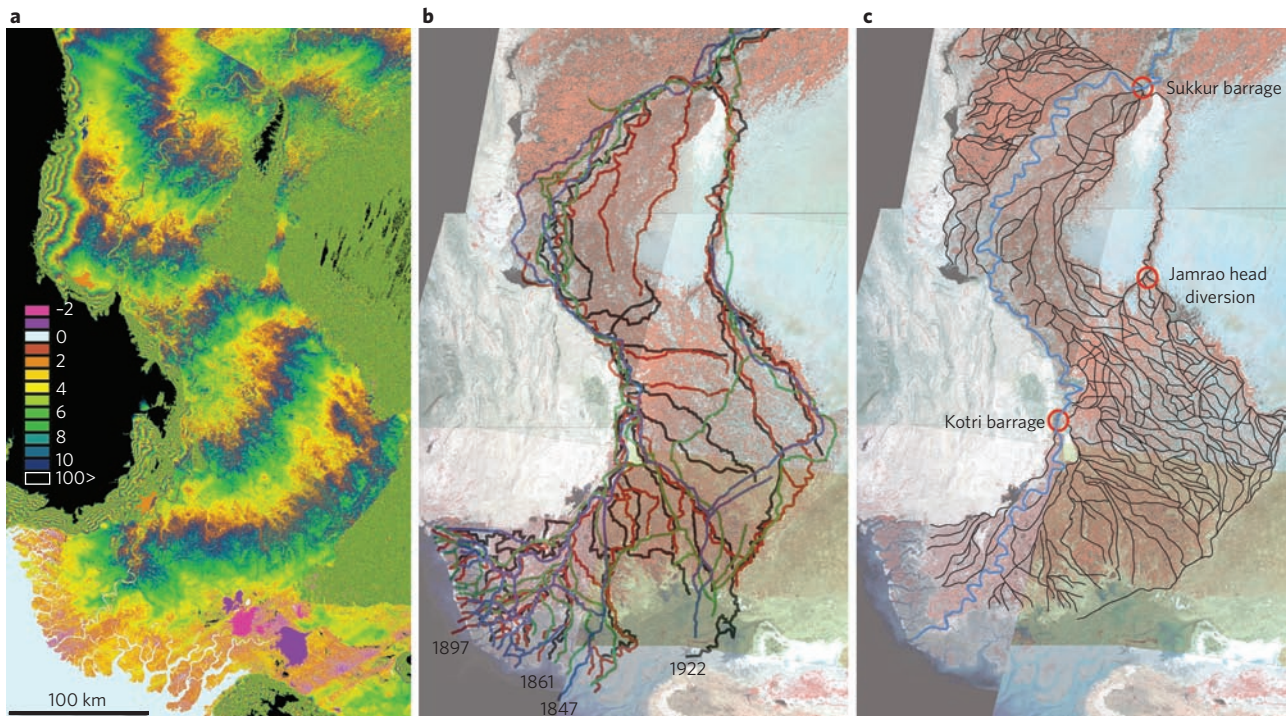 a
b
c
-2
0
2
4
6
8
10
100>
100 km
1897
1861
1847
1922
Sukkur barrage
Jamrao head
diversion
Kotri barrage